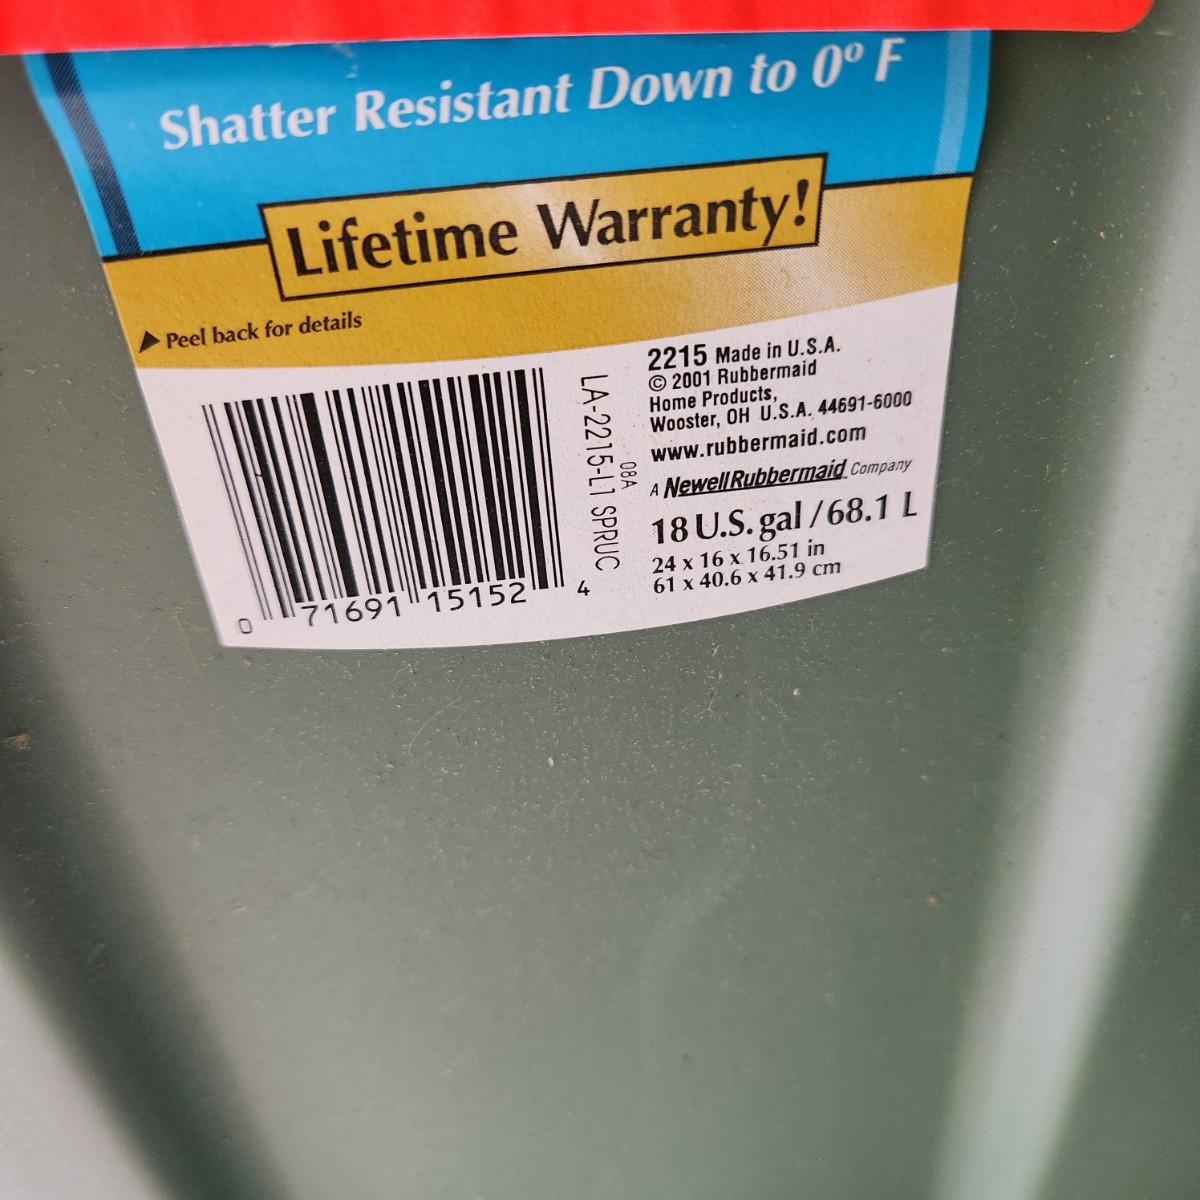 Shatter Resistant Down to 0° F
Lifetime Warranty!
▶ Peel back for details
0 71691 15152 4
LA-2215-L1 SPRUC
08A
2215 Made in U.S.A.
© 2001 Rubbermaid
Home Products,
Wooster, OH U.S.A. 44691-6000
www.rubbermaid.com
A NewellRubbermaid Company
18 U.S. gal / 68.1 L
24 x 16 x 16.51 in
61 x 40.6 x 41.9 cm